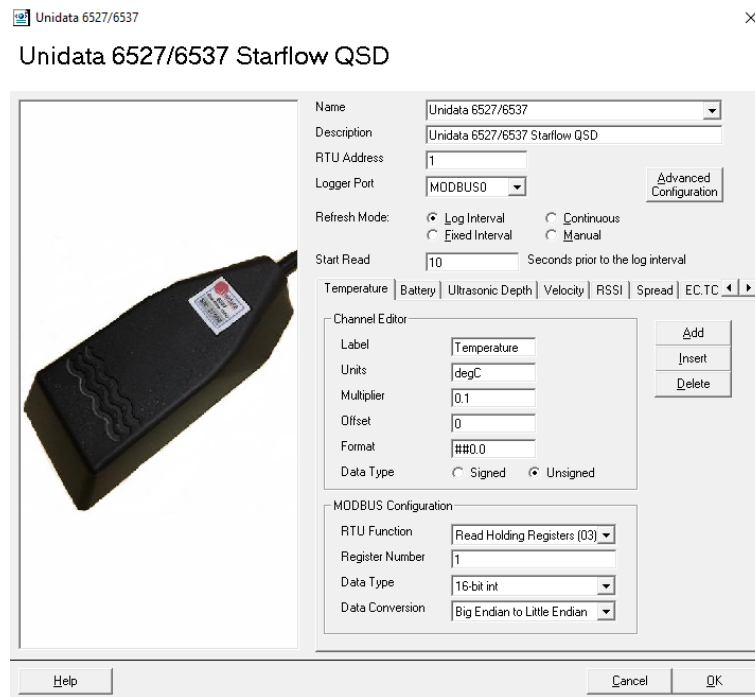 Unidata 6527/6537
Unidata 6527/6537 Starflow QSD
Name Unidata 6527/6537
Description Unidata 6527/6537 Starflow QSD
RTU Address 1
Logger Port MODBUS0
Advanced
Configuration
Refresh Mode: Log Interval Continuous
Fixed Interval Manual
Start Read 10 Seconds prior to the log interval
Temperature Battery Ultrasonic Depth Velocity RSSI Spread EC.TC
Channel Editor
Label Temperature
Units degC
Multiplier 0.1
Offset 0
Format ##0.0
Data Type Signed Unsigned
Add
Insert
Delete
MODBUS Configuration
RTU Function Read Holding Registers (03)
Register Number 1
Data Type 16-bit int
Data Conversion Big Endian to Little Endian
Help Cancel OK